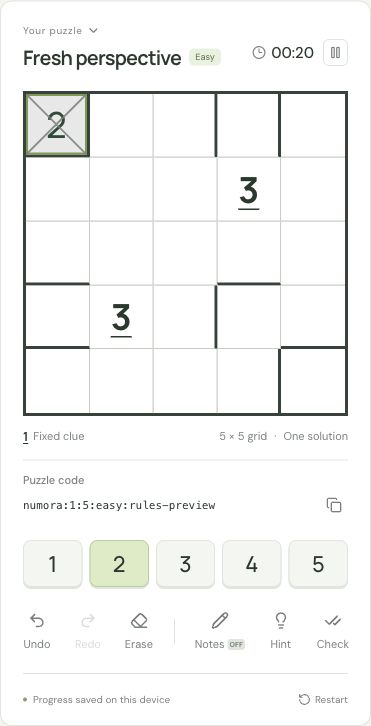 Your puzzle
Fresh perspective Easy 00:20
2
3
3
1 Fixed clue 5 × 5 grid · One solution
Puzzle code
numora:1:5:easy:rules-preview
1 2 3 4 5
Undo Redo Erase Notes OFF Hint Check
Progress saved on this device Restart